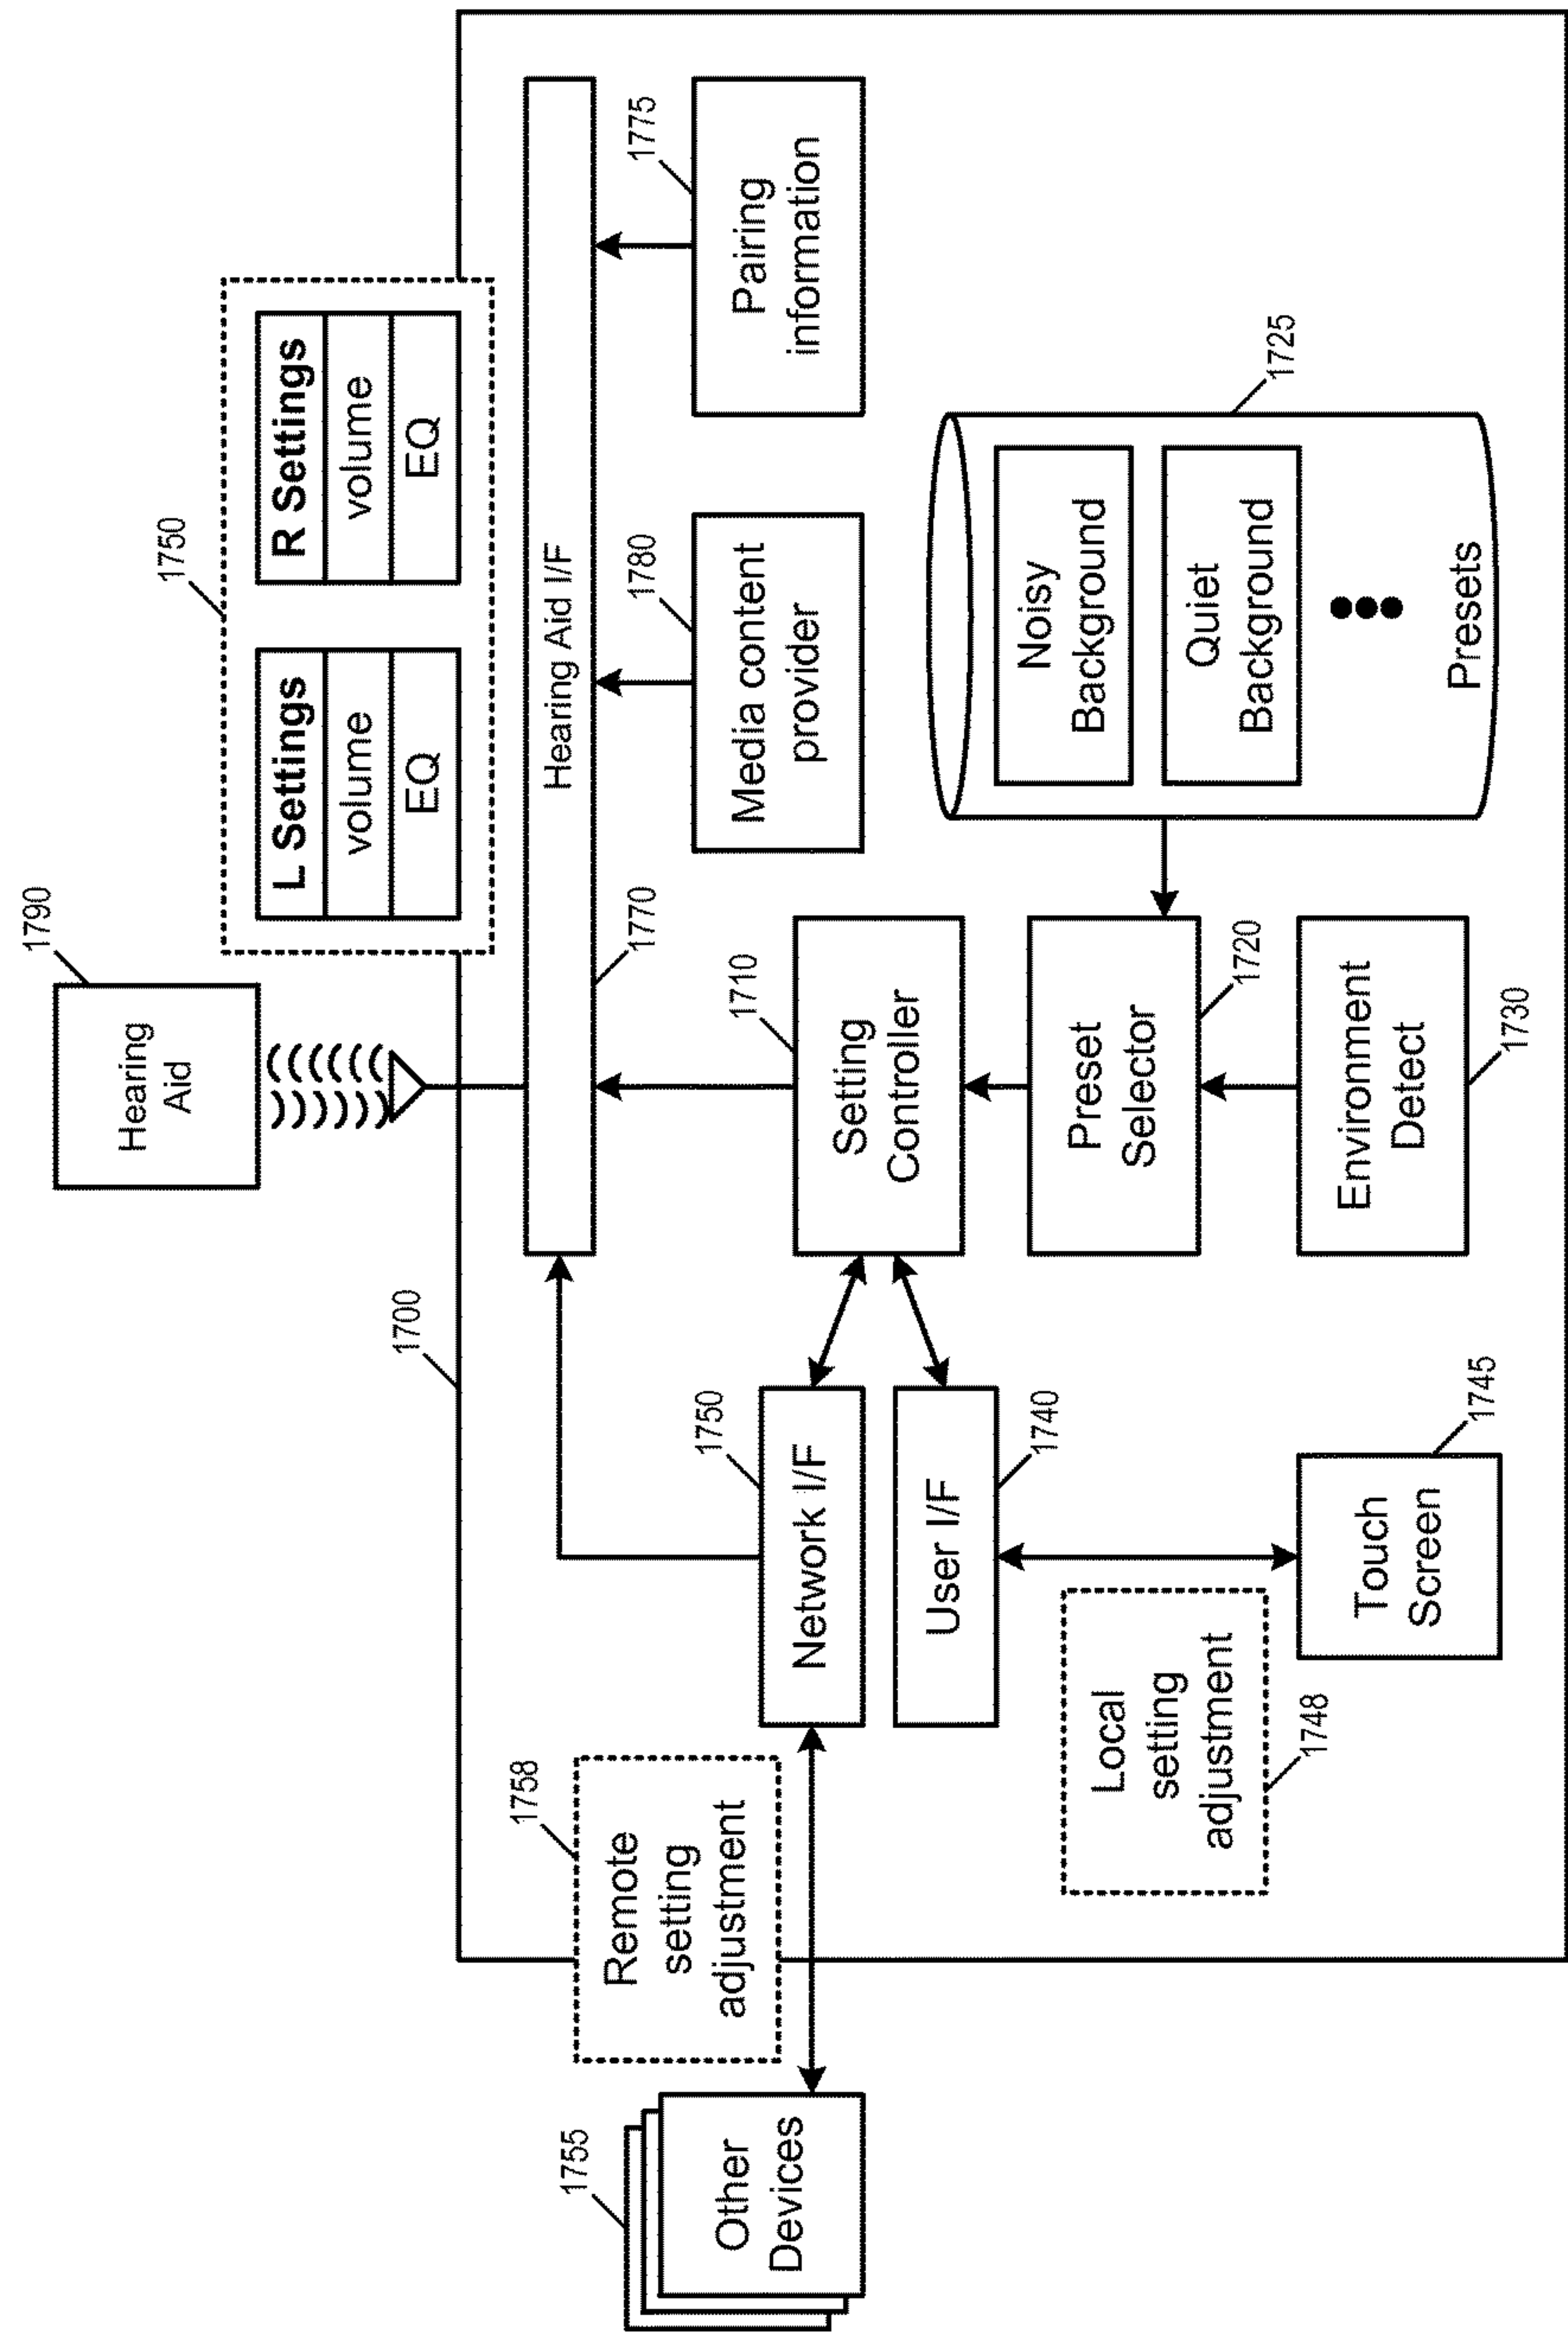 1790
Hearing
Aid
1750
L Settings
volume
EQ
R Settings
volume
EQ
1700
Hearing Aid I/F
1770
1758
Remote
setting
adjustment
1755
Other
Devices
1750
Network I/F
User I/F
1740
Local
setting
adjustment
1748
Touch
Screen
1745
1710
Setting
Controller
Preset
Selector
1720
Environment
Detect
1730
1780
Media content
provider
1775
Pairing
information
1725
Noisy
Background
Quiet
Background
Presets